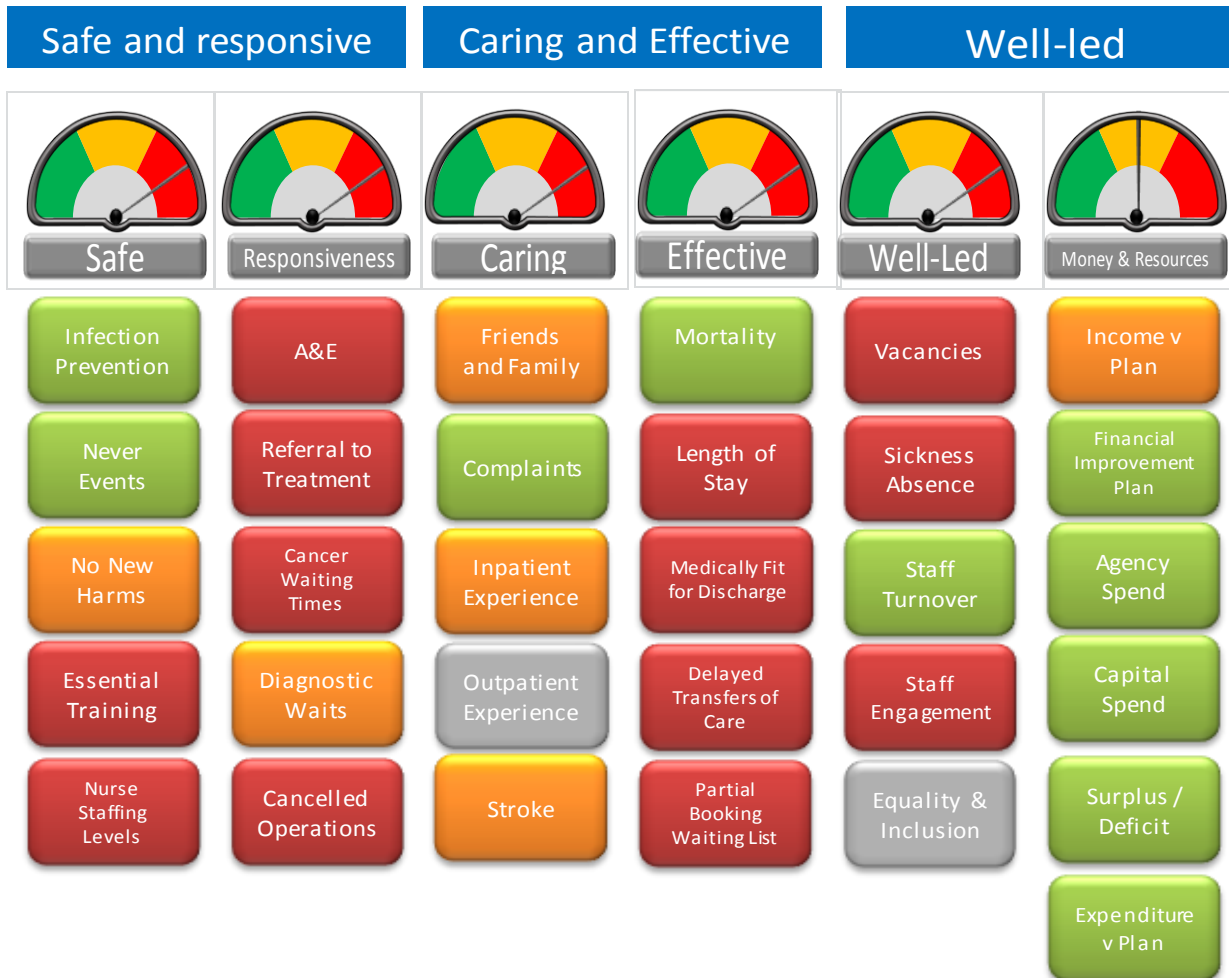 Safe and responsive
Caring and Effective
Well-led
Safe
Responsiveness
Caring
Effective
Well-Led
Money & Resources
Infection
Prevention
Never
Events
No New
Harms
Essential
Training
Nurse
Staffing
Levels
A&E
Referral to
Treatment
Cancer
Waiting
Times
Diagnostic
Waits
Cancelled
Operations
Friends
and Family
Complaints
Inpatient
Experience
Outpatient
Experience
Stroke
Mortality
Length of
Stay
Medically Fit
for Discharge
Delayed
Transfers of
Care
Partial
Booking
Waiting List
Vacancies
Sickness
Absence
Staff
Turnover
Staff
Engagement
Equality &
Inclusion
Income v
Plan
Financial
Improvement
Plan
Agency
Spend
Capital
Spend
Surplus /
Deficit
Expenditure
v Plan